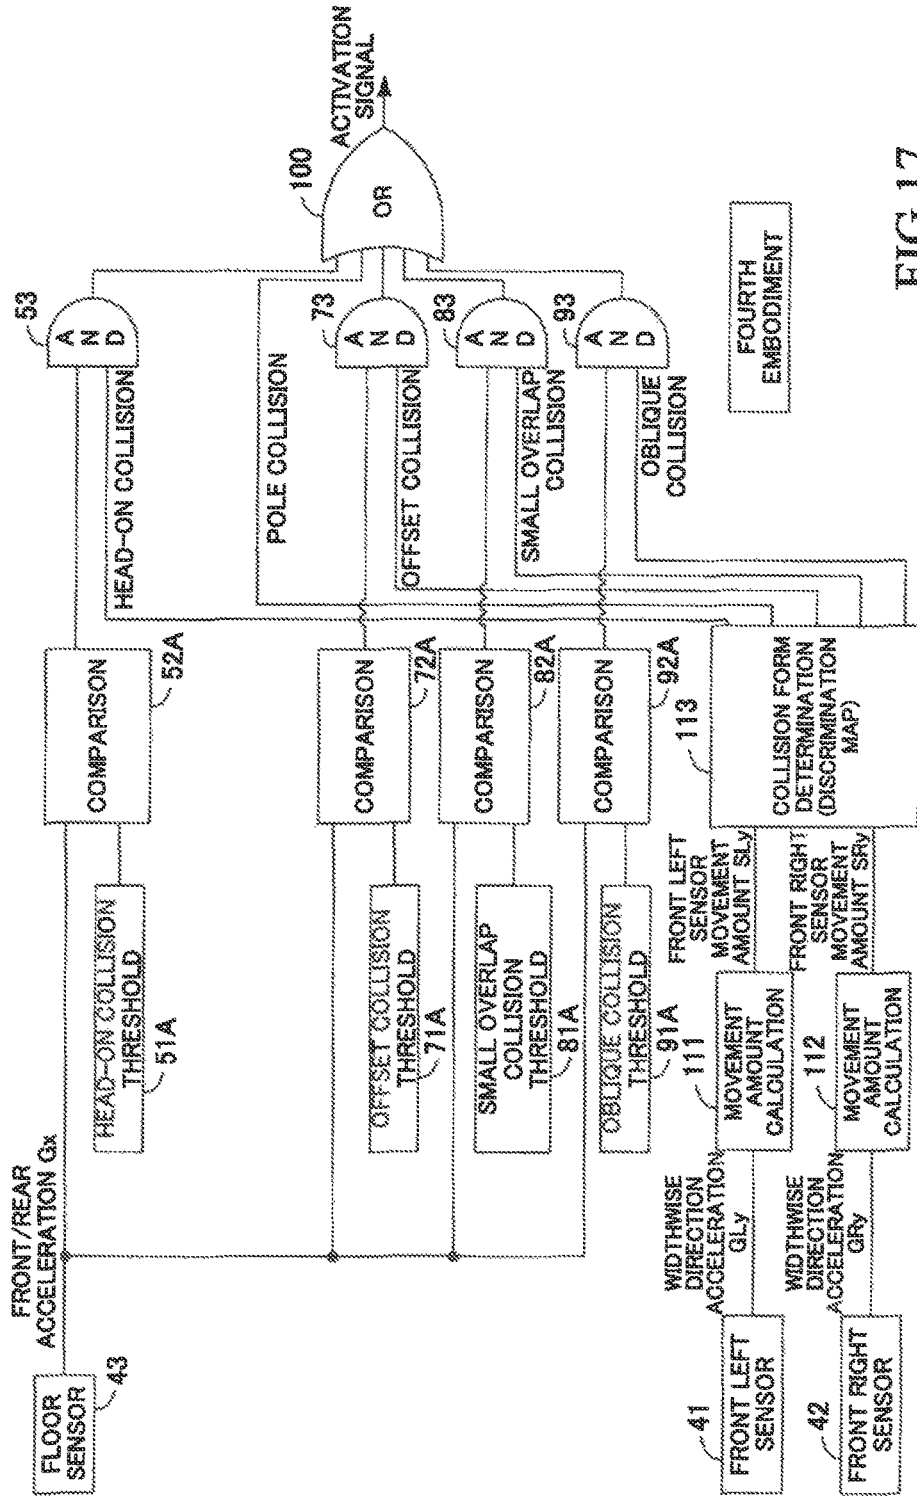 FLOOR
SENSOR
43
FRONT/REAR
ACCELERATION Gx
HEAD-ON COLLISION
THRESHOLD
51A
COMPARISON
52A
HEAD-ON COLLISION
A
N
D
53
POLE COLLISION
OFFSET COLLISION
THRESHOLD
71A
COMPARISON
72A
OFFSET COLLISION
A
N
D
73
SMALL OVERLAP
COLLISION
THRESHOLD
81A
COMPARISON
82A
SMALL OVERLAP
COLLISION
A
N
D
83
OBLIQUE COLLISION
THRESHOLD
91A
COMPARISON
92A
OBLIQUE
COLLISION
A
N
D
93
100
OR
ACTIVATION
SIGNAL
41
FRONT LEFT
SENSOR
WIDTHWISE
DIRECTION
ACCELERATION
GLy
111
MOVEMENT
AMOUNT
CALCULATION
FRONT LEFT
SENSOR
MOVEMENT
AMOUNT SLy
42
FRONT RIGHT
SENSOR
WIDTHWISE
DIRECTION
ACCELERATION
GRy
112
MOVEMENT
AMOUNT
CALCULATION
FRONT RIGHT
SENSOR
MOVEMENT
AMOUNT SRy
113
COLLISION FORM
DETERMINATION
(DISCRIMINATION
MAP)
FOURTH
EMBODIMENT
FIG.17